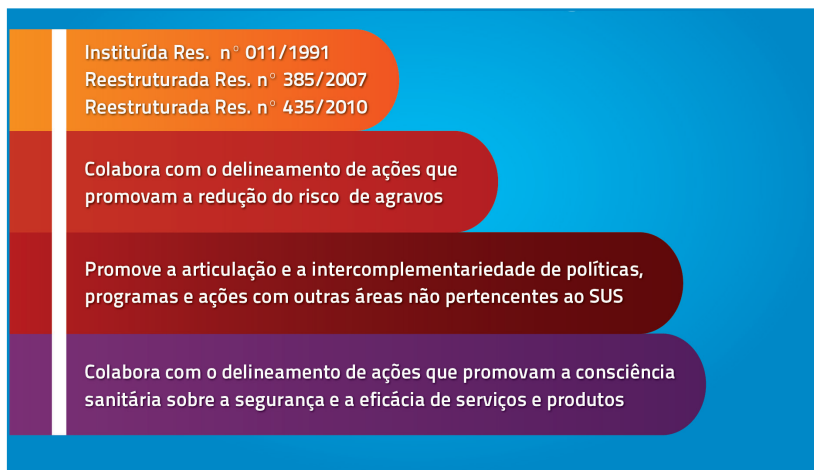 Instituída Res. n° 011/1991
Reestruturada Res. n° 385/2007
Reestruturada Res. n° 435/2010
Colabora com o delineamento de ações que
promovam a redução do risco de agravos
Promove a articulação e a intercomplementariedade de políticas,
programas e ações com outras áreas não pertencentes ao SUS
Colabora com o delineamento de ações que promovam a consciência
sanitária sobre a segurança e a eficácia de serviços e produtos